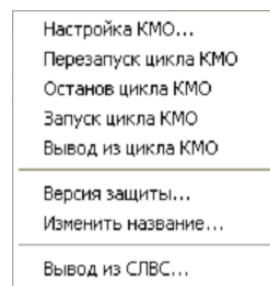 Настройка КМО...
Перезапуск цикла КМО
Останов цикла КМО
Запуск цикла КМО
Вывод из цикла КМО
Версия защиты...
Изменить название...
Вывод из СЛВС...